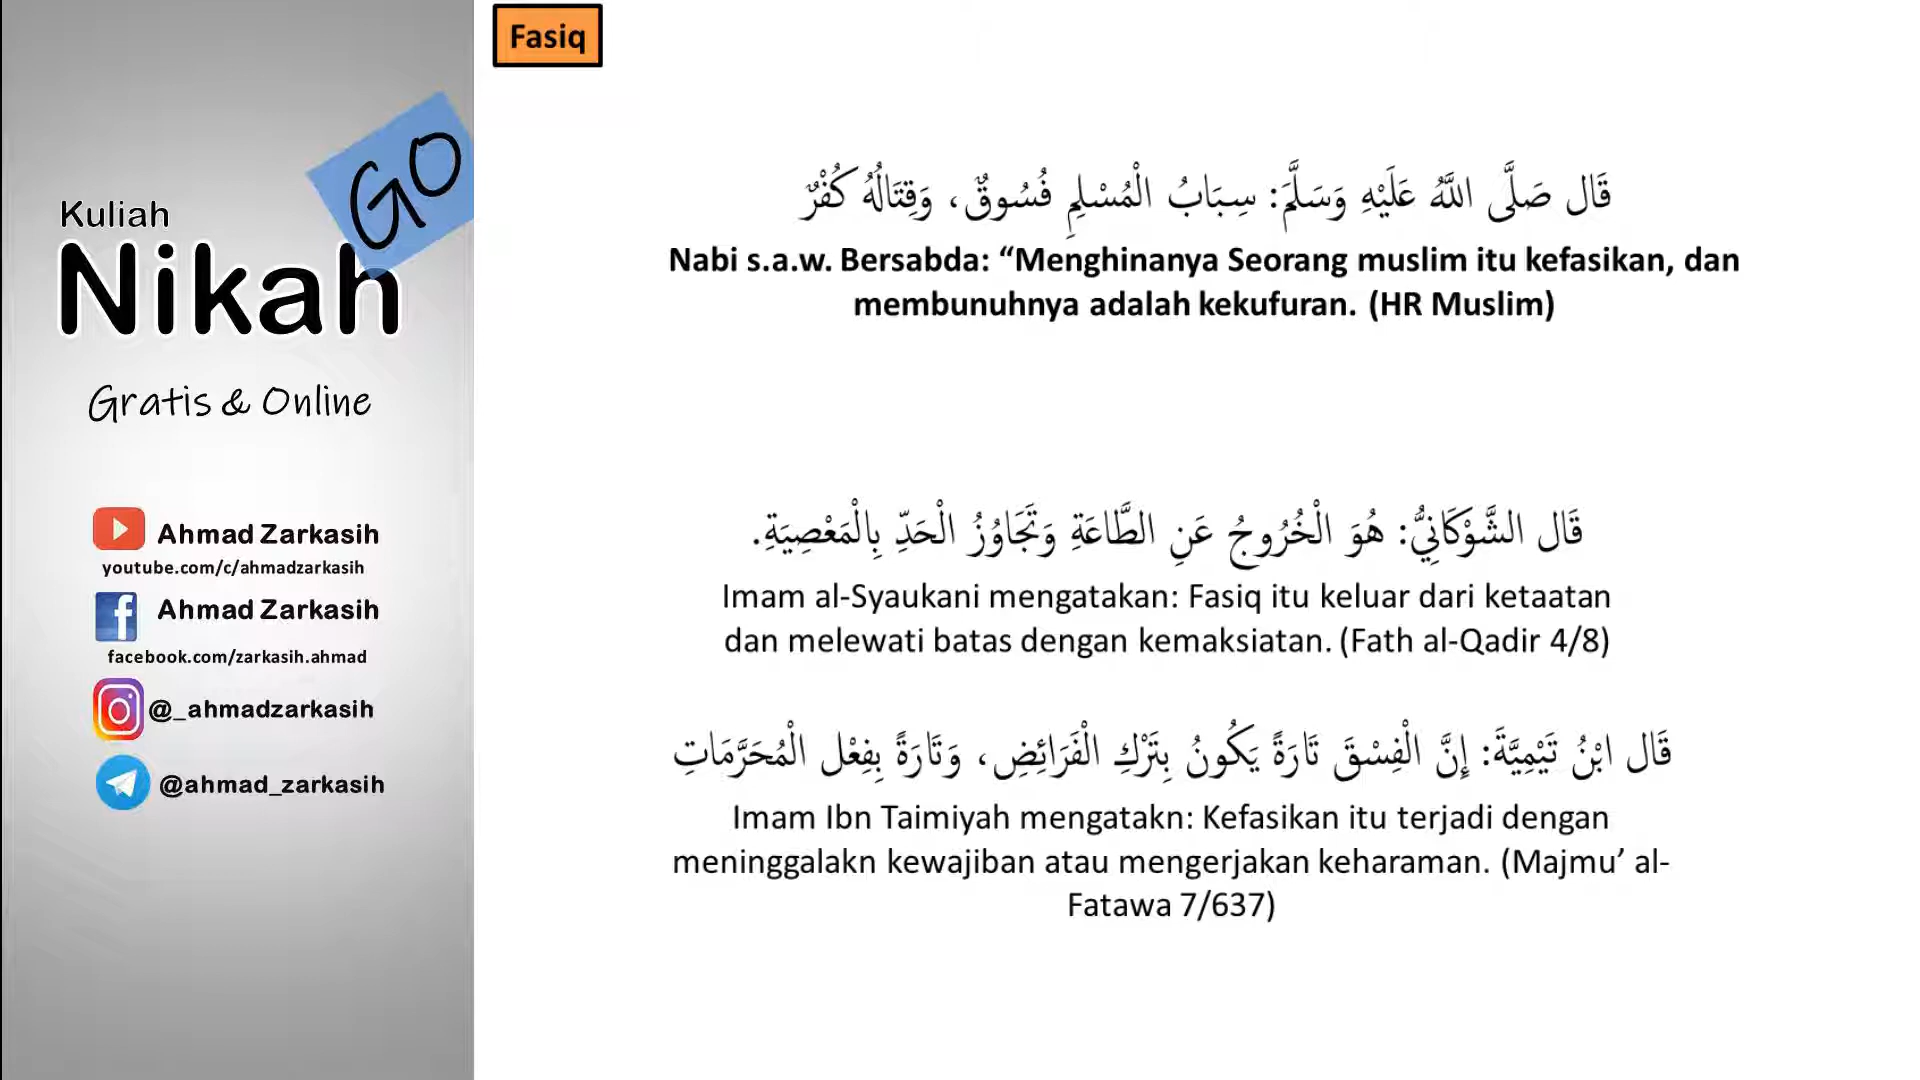 Fasiq
GO
Kuliah
Nikah
Gratis & Online
Ahmad Zarkasih
youtube.com/c/ahmadzarkasih
Ahmad Zarkasih
facebook.com/zarkasih.ahmad
@_ahmadzarkasih
@ahmad_zarkasih
قَال صَلَّى اللَّهُ عَلَيْهِ وَسَلَّمَ: سِبَابُ الْمُسْلِمِ فُسُوقٌ، وَقِتَالُهُ كُفْرٌ
Nabi s.a.w. Bersabda: “Menghinanya Seorang muslim itu kefasikan, dan
membunuhnya adalah kekufuran. (HR Muslim)
قَال الشَّوْكَانِيُّ: هُوَ الْخُرُوجُ عَنِ الطَّاعَةِ وَتَجَاوُزُ الْحَدِّ بِالْمَعْصِيَةِ.
Imam al-Syaukani mengatakan: Fasiq itu keluar dari ketaatan
dan melewati batas dengan kemaksiatan. (Fath al-Qadir 4/8)
قَال ابْنُ تَيْمِيَّةَ: إِنَّ الْفِسْقَ تَارَةً يَكُونُ بِتَرْكِ الْفَرَائِضِ، وَتَارَةً بِفِعْل الْمُحَرَّمَاتِ
Imam Ibn Taimiyah mengatakn: Kefasikan itu terjadi dengan
meninggalakn kewajiban atau mengerjakan keharaman. (Majmu’ al-
Fatawa 7/637)